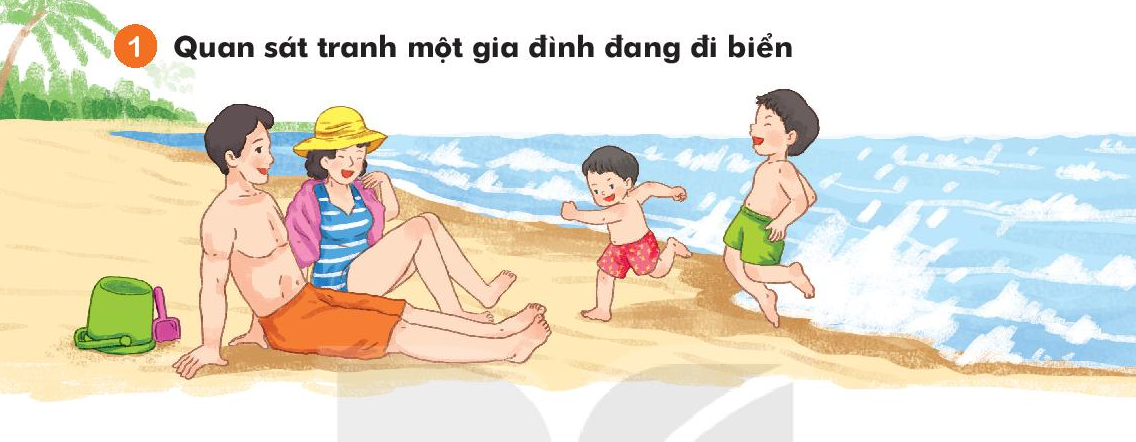 1 Quan sát tranh một gia đình đang đi biển